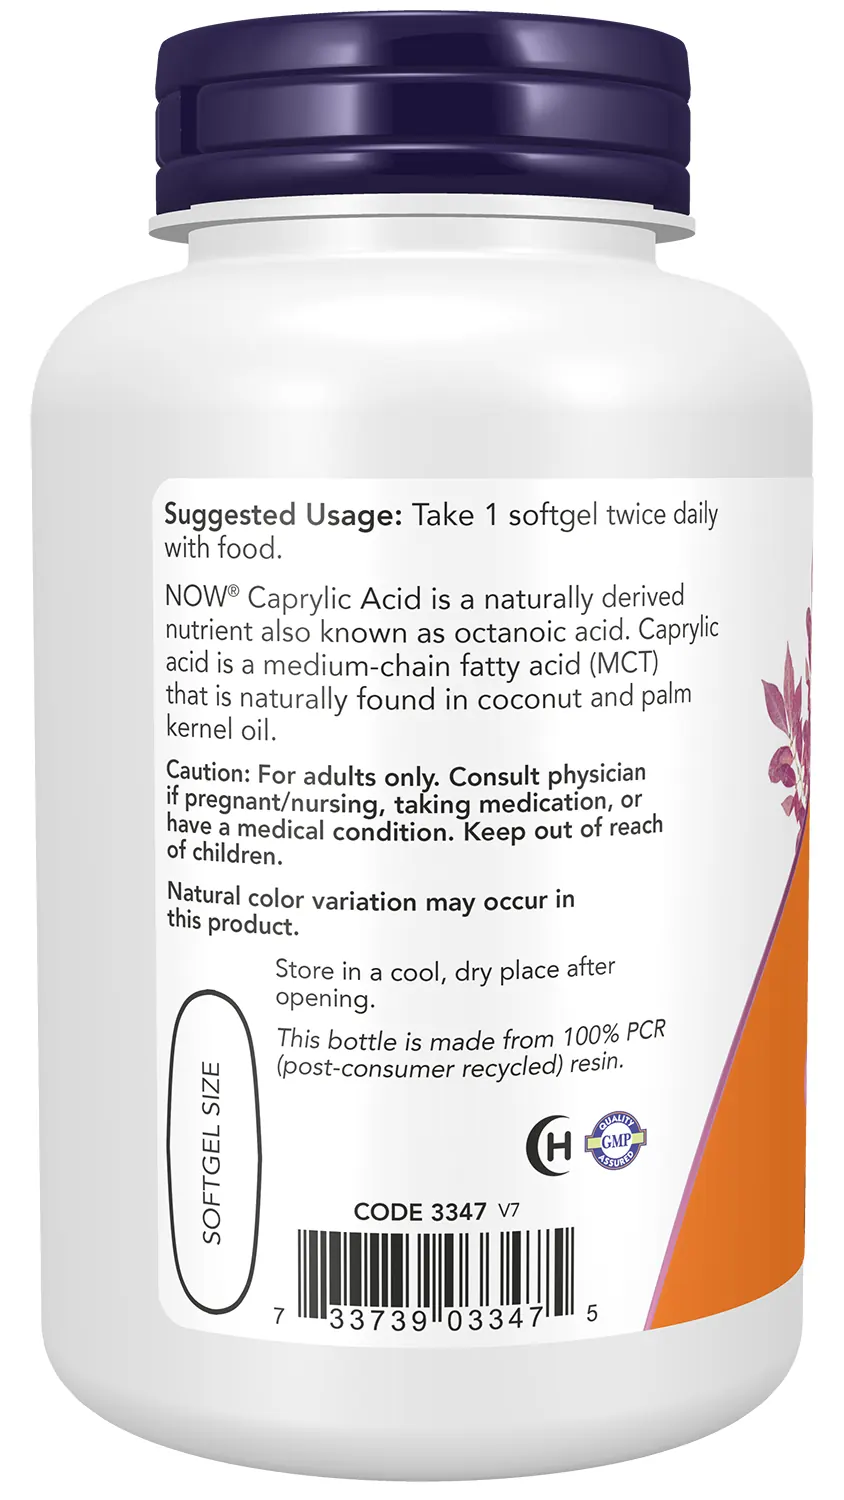 Suggested Usage: Take 1 softgel twice daily
with food.
NOW® Caprylic Acid is a naturally derived
nutrient also known as octanoic acid. Caprylic
acid is a medium-chain fatty acid (MCT)
that is naturally found in coconut and palm
kernel oil.
Caution: For adults only. Consult physician
if pregnant/nursing, taking medication, or
have a medical condition. Keep out of reach
of children.
Natural color variation may occur in
this product.
Store in a cool, dry place after
opening.
This bottle is made from 100% PCR
(post-consumer recycled) resin.
SOFTGEL SIZE
CH
QUALITY
GMP
ASSURED
CODE 3347 V7
7 33739 03347 5